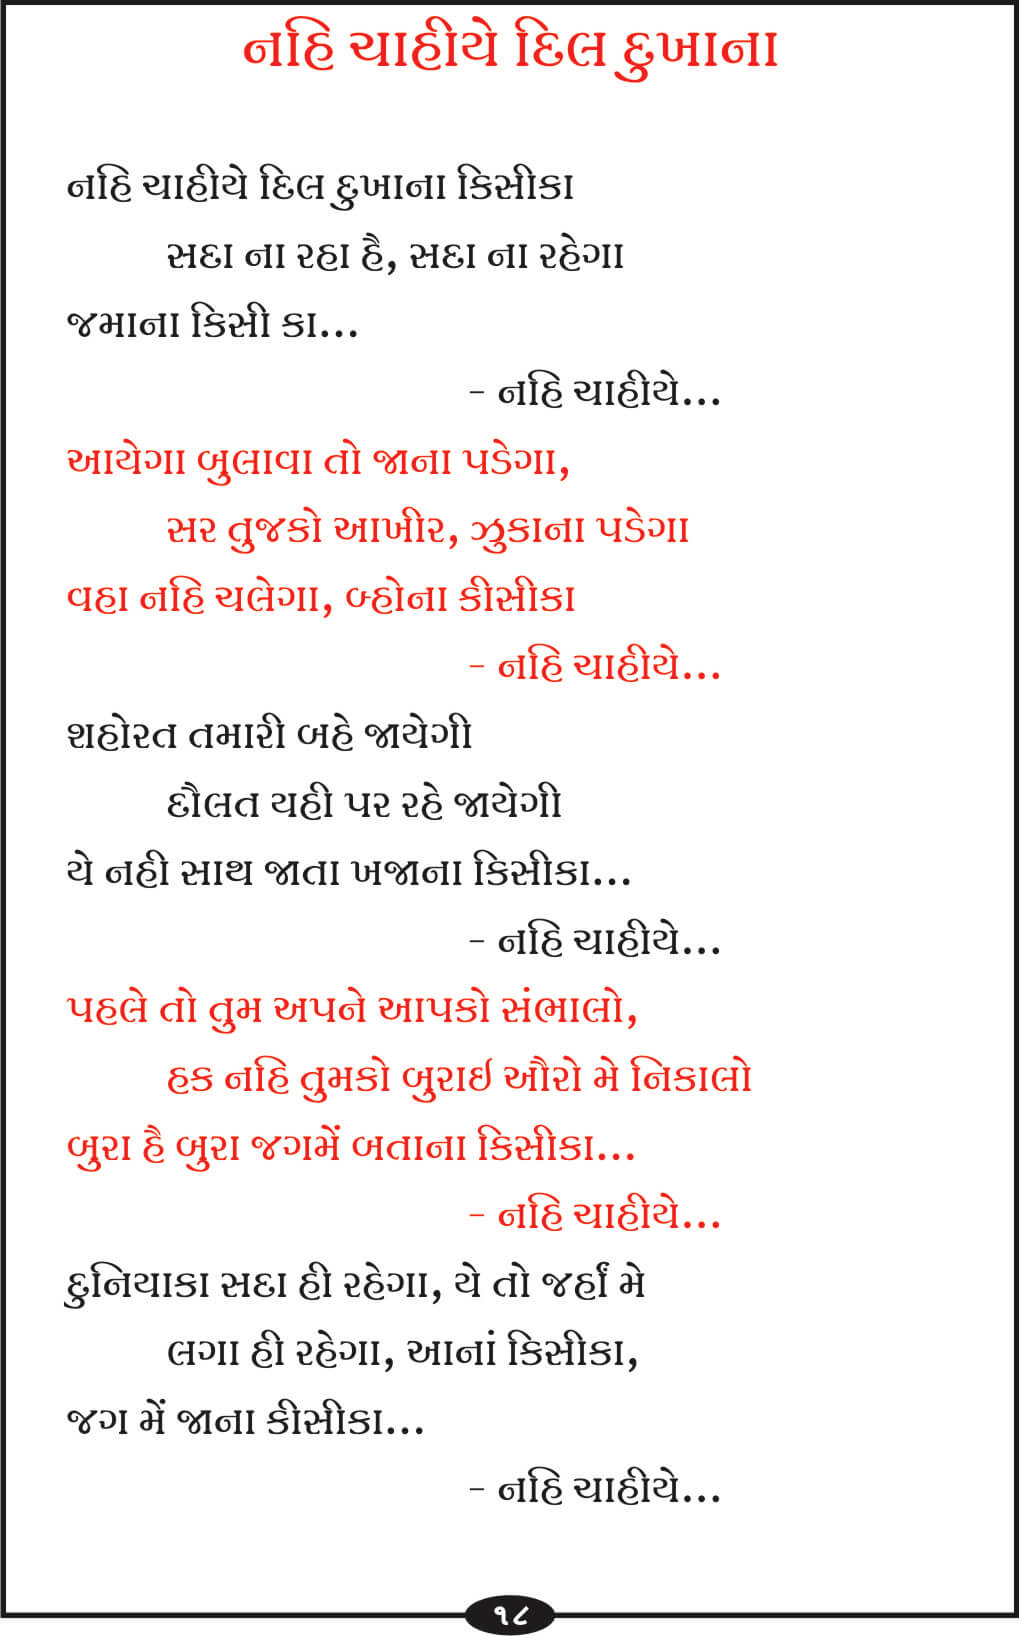 નહિ ચાહીયે દિલ દુખાના
નહિ ચાહીયે દિલ દુખાના કિસીકા
સદા ના રહા હૈ, સદા ના રહેગા
જમાના કિસી કા...
- નહિ ચાહીયે...
આયેગા બુલાવા તો જાના પડેગા,
સર તુજકો આખીર, ઝુકાના પડેગા
વહા નહિ ચલેગા, બ્હોના કીસીકા
- નહિ ચાહીયે...
શહોરત તમારી બહે જાયેગી
દૌલત યહી પર રહે જાયેગી
યે નહી સાથ જાતા ખજાના કિસીકા...
- નહિ ચાહીયે...
પહલે તો તુમ અપને આપકો સંભાલો,
હક નહિ તુમકો બુરાઇ ઔરો મે નિકાલો
બુરા હૈ બુરા જગમેં બતાના કિસીકા...
- નહિ ચાહીયે...
દુનિયાકા સદા હી રહેગા, યે તો જહાઁ મે
લગા હી રહેગા, આનાં કિસીકા,
જગ મેં જાના કીસીકા...
- નહિ ચાહીયે...
૧૮